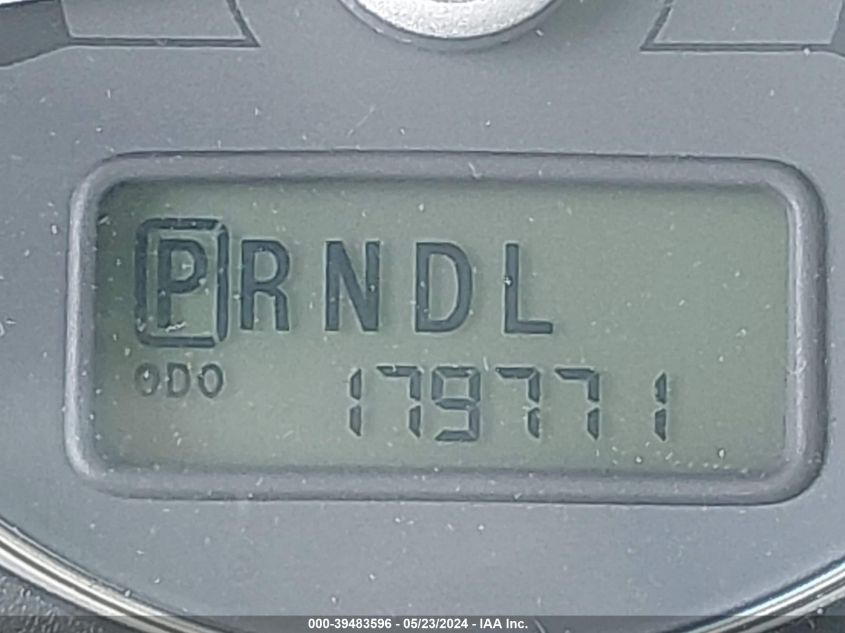 PRNDL
ODO 179771
000-39483596 - 05/23/2024 - IAA Inc.